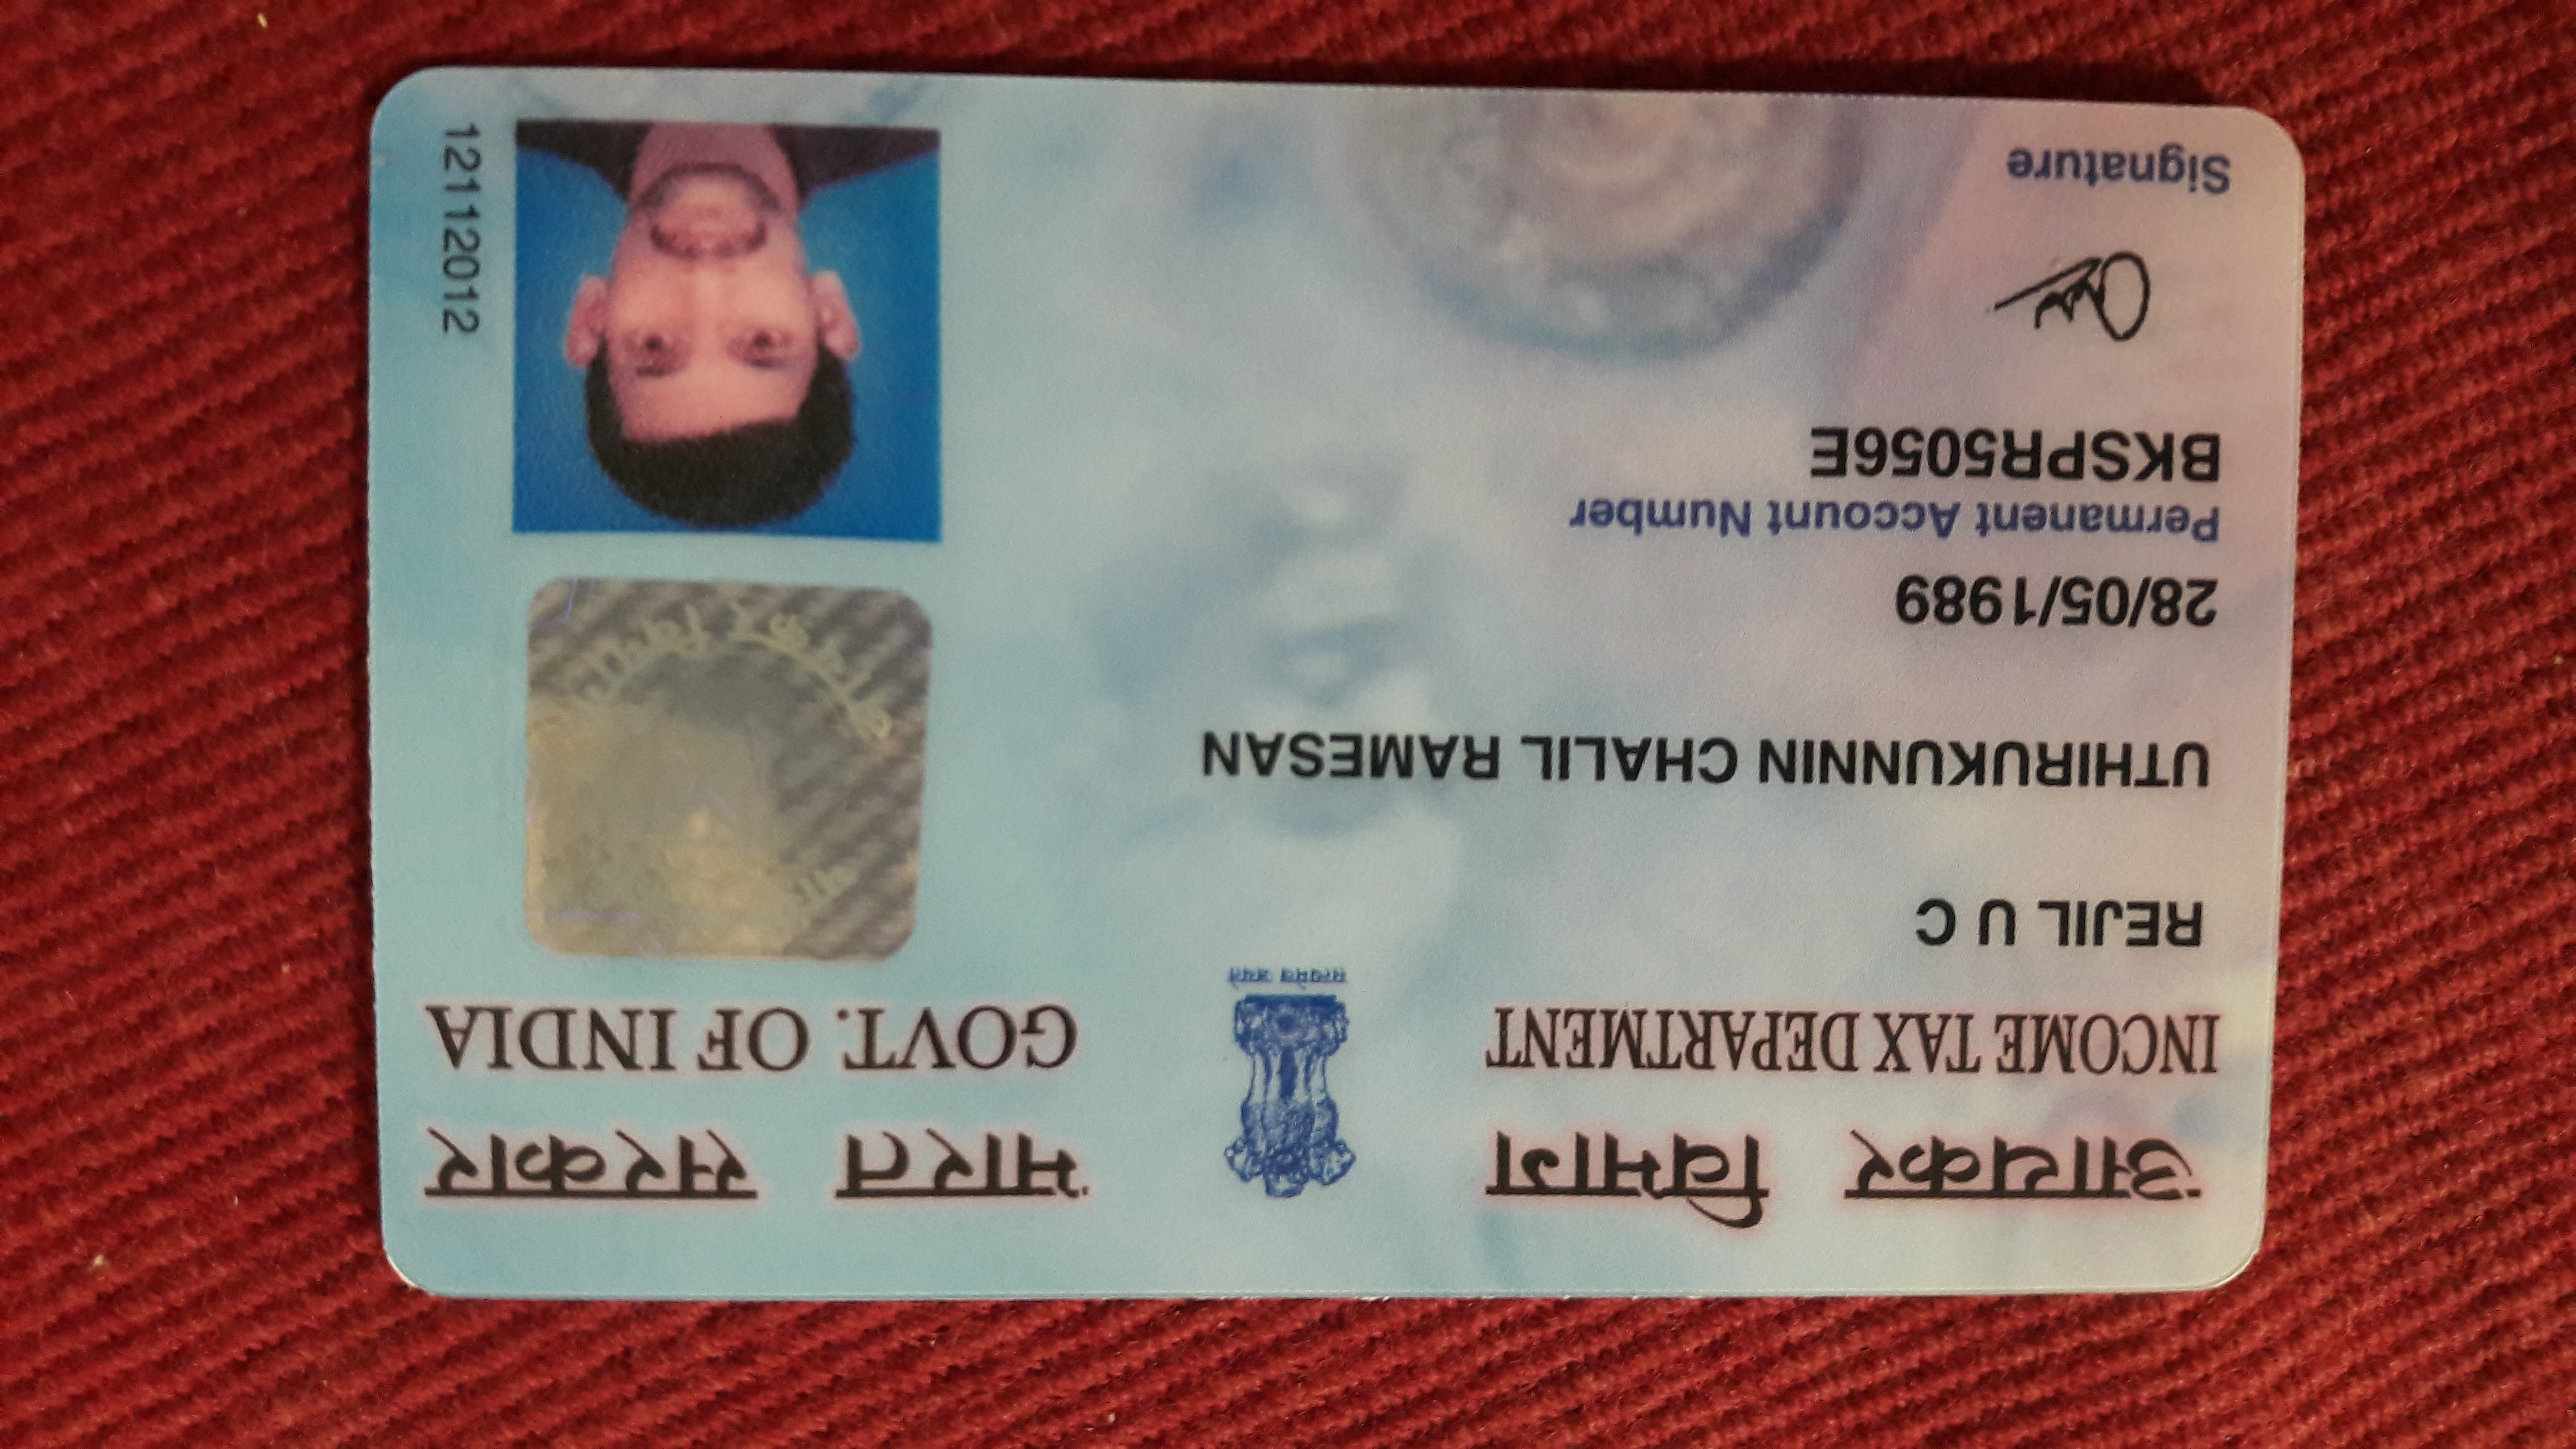 आयकर विभाग
INCOME TAX DEPARTMENT
सत्यमेव जयते
भारत सरकार
GOVT. OF INDIA
REJIL U C
UTHIRUKUNNIN CHALIL RAMESAN
28/05/1989
Permanent Account Number
BKSPR5056E
Signature
12112012